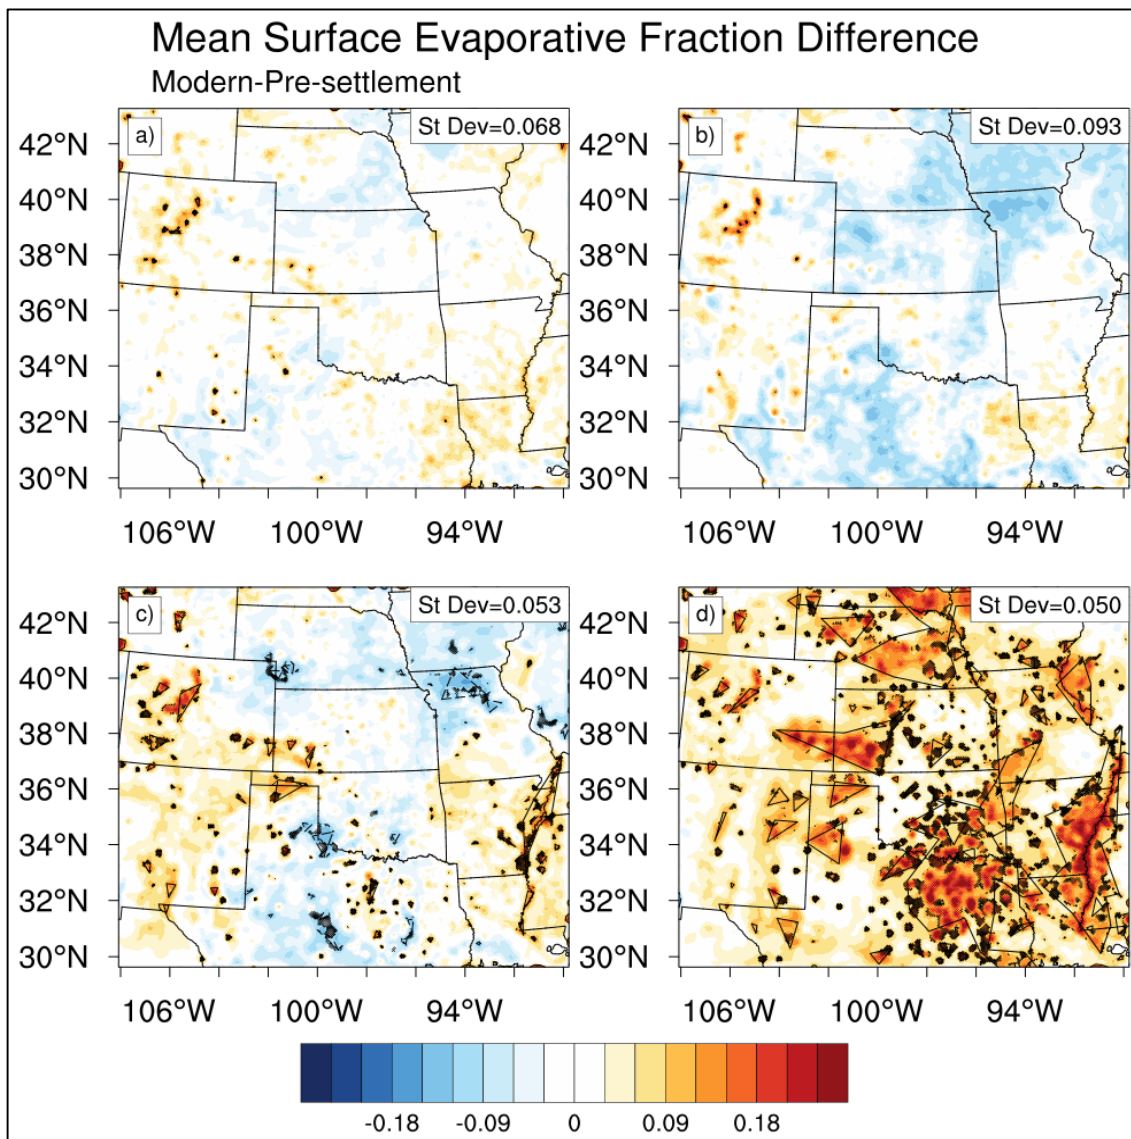 Mean Surface Evaporative Fraction Difference
Modern-Pre-settlement
a) St Dev=0.068
42°N
40°N
38°N
36°N
34°N
32°N
30°N
106°W 100°W 94°W
b) St Dev=0.093
42°N
40°N
38°N
36°N
34°N
32°N
30°N
106°W 100°W 94°W
c) St Dev=0.053
42°N
40°N
38°N
36°N
34°N
32°N
30°N
106°W 100°W 94°W
d) St Dev=0.050
42°N
40°N
38°N
36°N
34°N
32°N
30°N
106°W 100°W 94°W
-0.18 -0.09 0 0.09 0.18